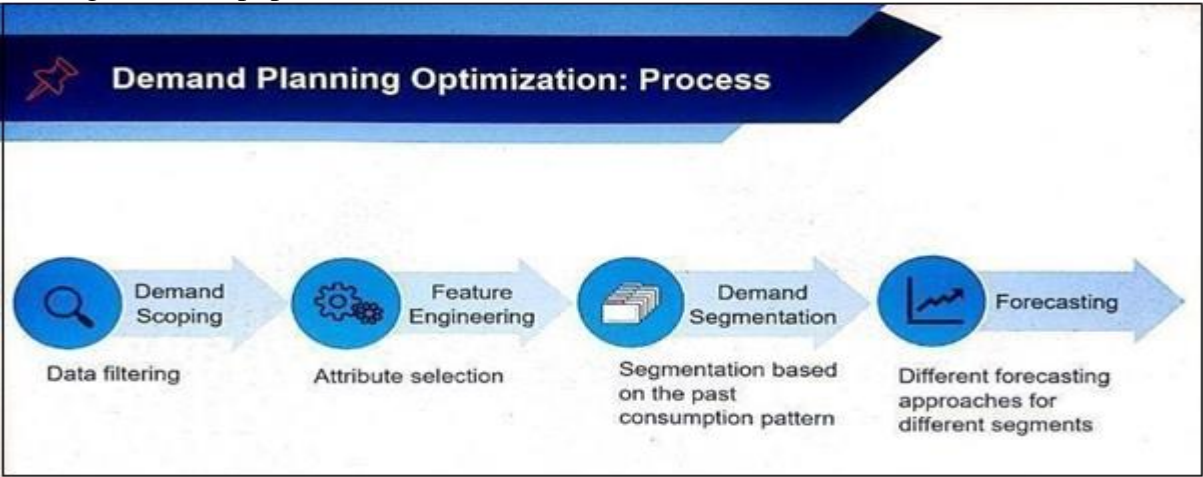 Demand Planning Optimization: Process
Demand
Scoping
Data filtering
Feature
Engineering
Attribute selection
Demand
Segmentation
Segmentation based
on the past
consumption pattern
Forecasting
Different forecasting
approaches for
different segments